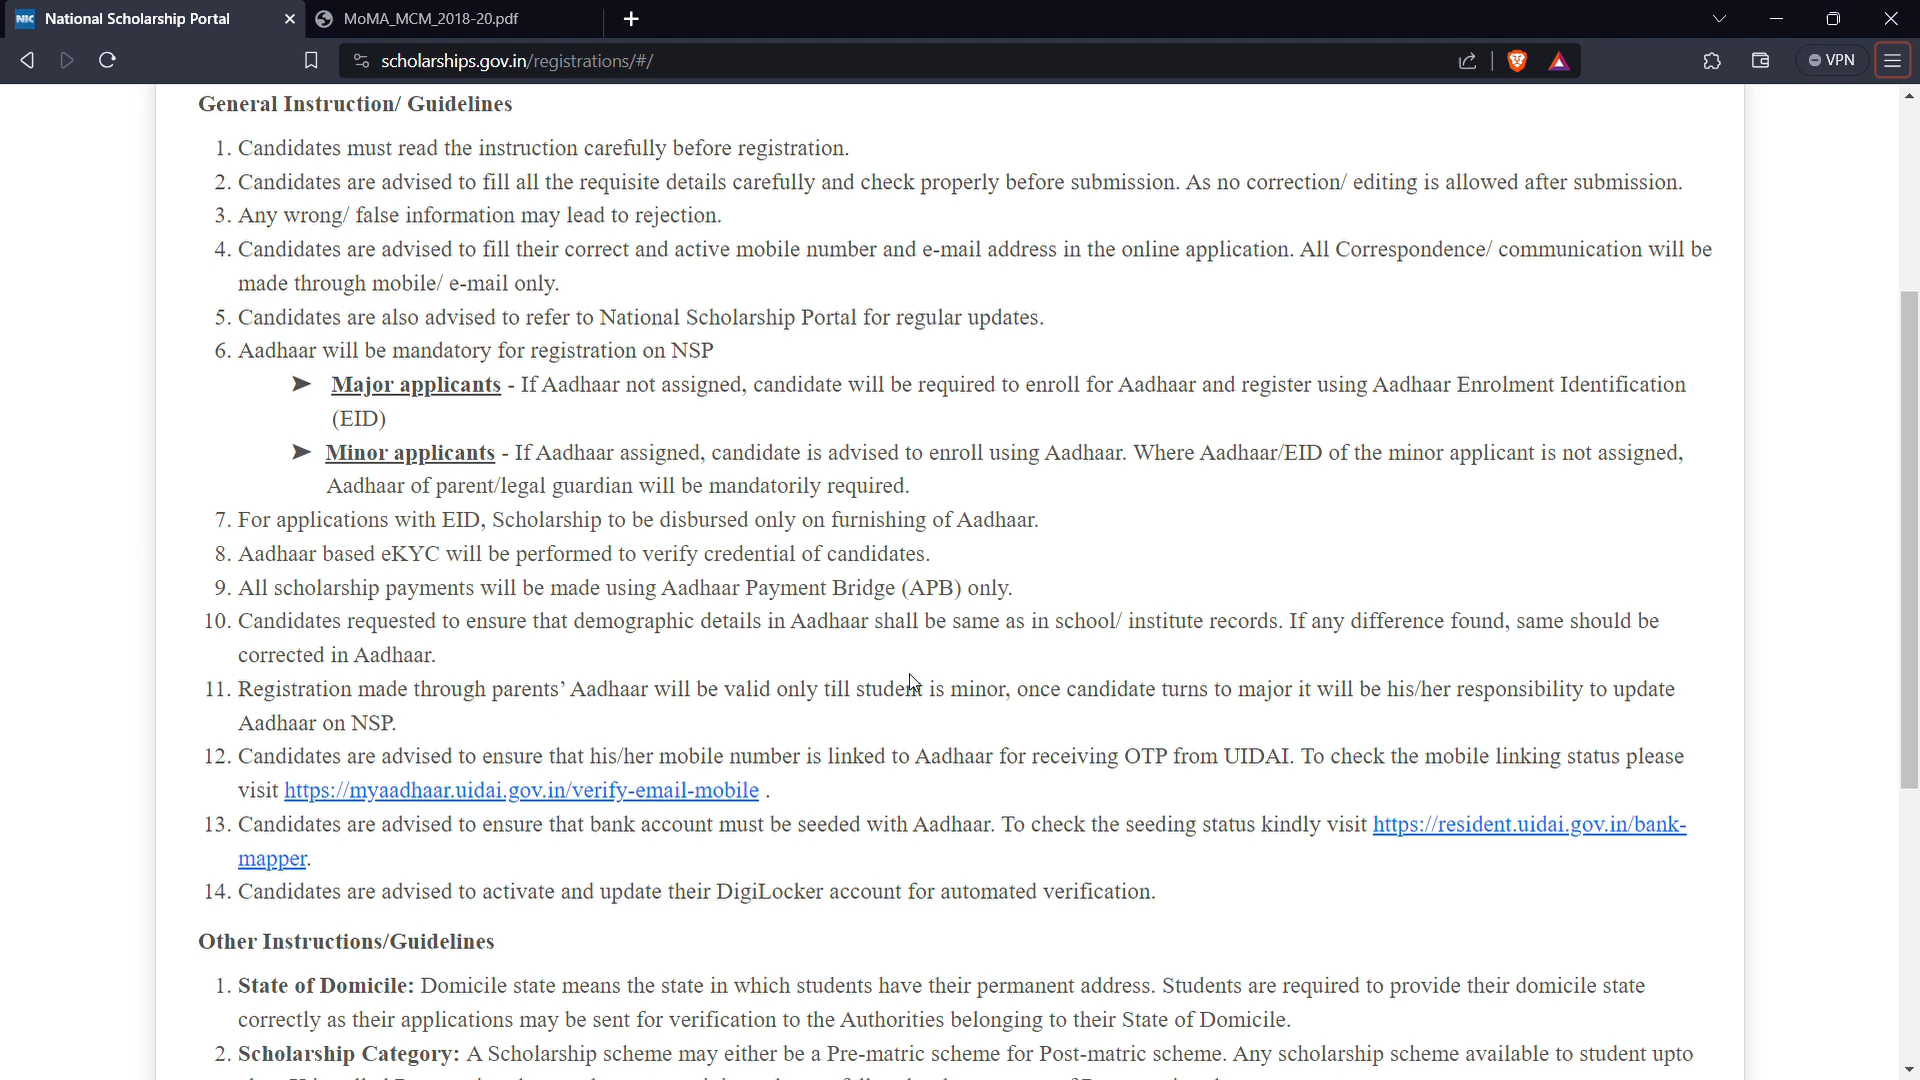 National Scholarship Portal
MoMA_MCM_2018-20.pdf
scholarships.gov.in/registrations/#/
VPN
General Instruction/ Guidelines
1. Candidates must read the instruction carefully before registration.
2. Candidates are advised to fill all the requisite details carefully and check properly before submission. As no correction/ editing is allowed after submission.
3. Any wrong/ false information may lead to rejection.
4. Candidates are advised to fill their correct and active mobile number and e-mail address in the online application. All Correspondence/ communication will be
made through mobile/ e-mail only.
5. Candidates are also advised to refer to National Scholarship Portal for regular updates.
6. Aadhaar will be mandatory for registration on NSP
➤ Major applicants - If Aadhaar not assigned, candidate will be required to enroll for Aadhaar and register using Aadhaar Enrolment Identification
(EID)
➤ Minor applicants - If Aadhaar assigned, candidate is advised to enroll using Aadhaar. Where Aadhaar/EID of the minor applicant is not assigned,
Aadhaar of parent/legal guardian will be mandatorily required.
7. For applications with EID, Scholarship to be disbursed only on furnishing of Aadhaar.
8. Aadhaar based eKYC will be performed to verify credential of candidates.
9. All scholarship payments will be made using Aadhaar Payment Bridge (APB) only.
10. Candidates requested to ensure that demographic details in Aadhaar shall be same as in school/ institute records. If any difference found, same should be
corrected in Aadhaar.
11. Registration made through parents’ Aadhaar will be valid only till student is minor, once candidate turns to major it will be his/her responsibility to update
Aadhaar on NSP.
12. Candidates are advised to ensure that his/her mobile number is linked to Aadhaar for receiving OTP from UIDAI. To check the mobile linking status please
visit https://myaadhaar.uidai.gov.in/verify-email-mobile .
13. Candidates are advised to ensure that bank account must be seeded with Aadhaar. To check the seeding status kindly visit https://resident.uidai.gov.in/bank-
mapper.
14. Candidates are advised to activate and update their DigiLocker account for automated verification.
Other Instructions/Guidelines
1. State of Domicile: Domicile state means the state in which students have their permanent address. Students are required to provide their domicile state
correctly as their applications may be sent for verification to the Authorities belonging to their State of Domicile.
2. Scholarship Category: A Scholarship scheme may either be a Pre-matric scheme for Post-matric scheme. Any scholarship scheme available to student upto